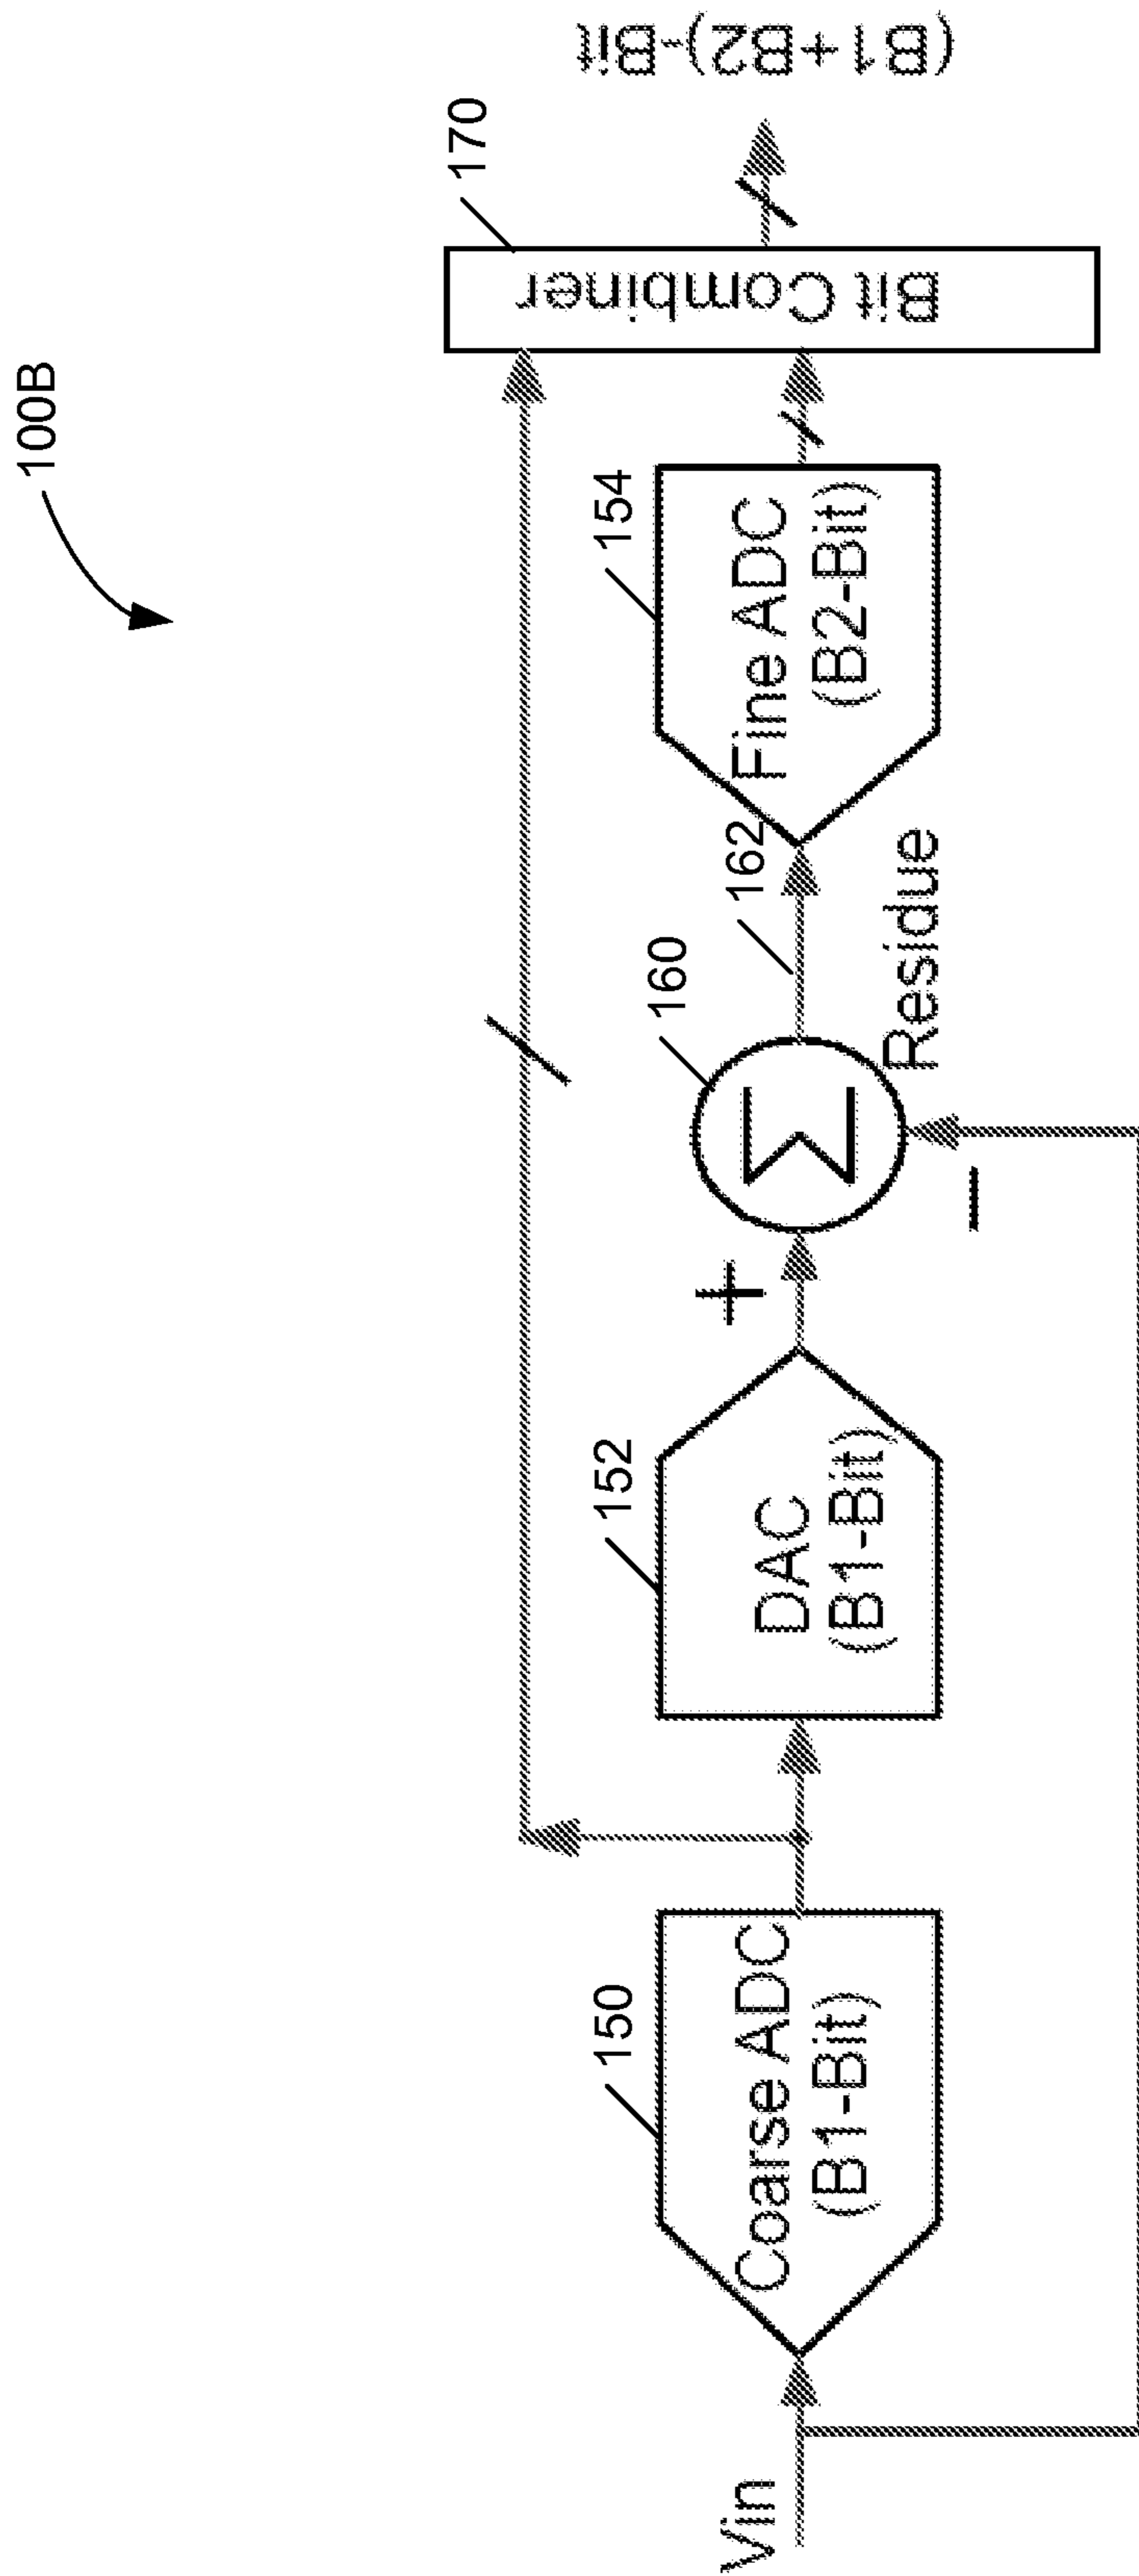 100B
Vin
Coarse ADC
(B1-Bit)
150
DAC
(B1-Bit)
152
+
−
Σ
160
162
Residue
Fine ADC
(B2-Bit)
154
Bit Combiner
170
(B1+B2)-Bit